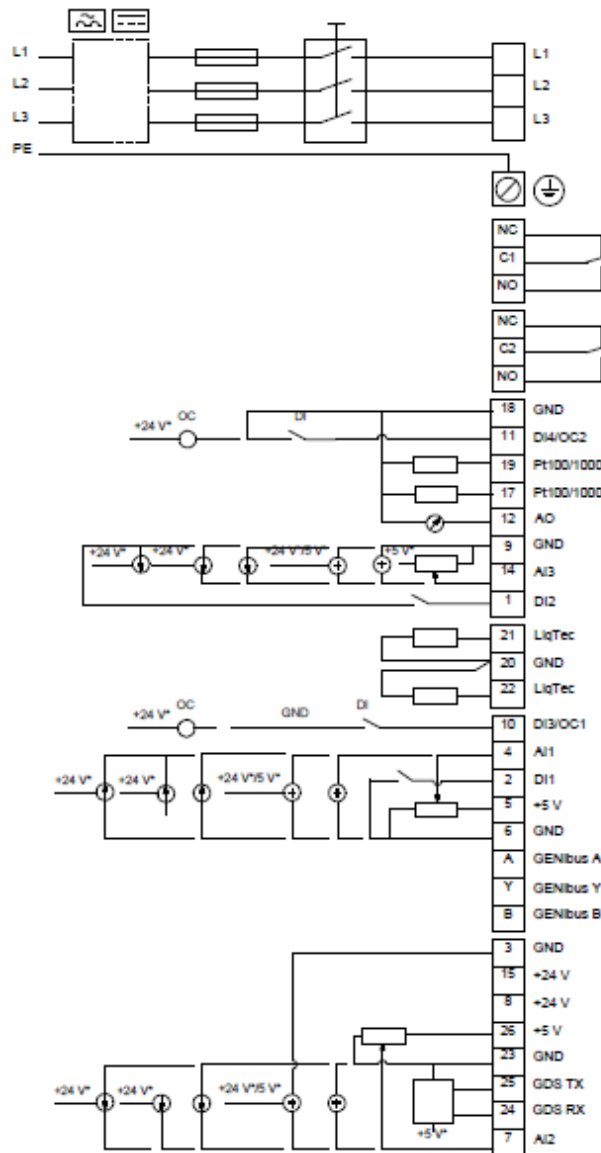 L1 L1
L2 L2
L3 L3
PE
NC
C1
NO
NC
C2
NO
18 GND
+24 V* OC DI 11 DI4/OC2
19 Pt100/1000
17 Pt100/1000
12 AO
9 GND
+24 V* +24 V* +24 V*/5 V* +5 V*
14 AI3
1 DI2
21 LiqTec
20 GND
22 LiqTec
+24 V* OC GND DI 10 DI3/OC1
4 AI1
+24 V* +24 V* +24 V*/5 V* 2 DI1
5 +5 V
6 GND
A GENIbus A
Y GENIbus Y
B GENIbus B
3 GND
15 +24 V
8 +24 V
26 +5 V
23 GND
+24 V* +24 V* +24 V*/5 V* 25 GDS TX
24 GDS RX
+5 V* 7 AI2